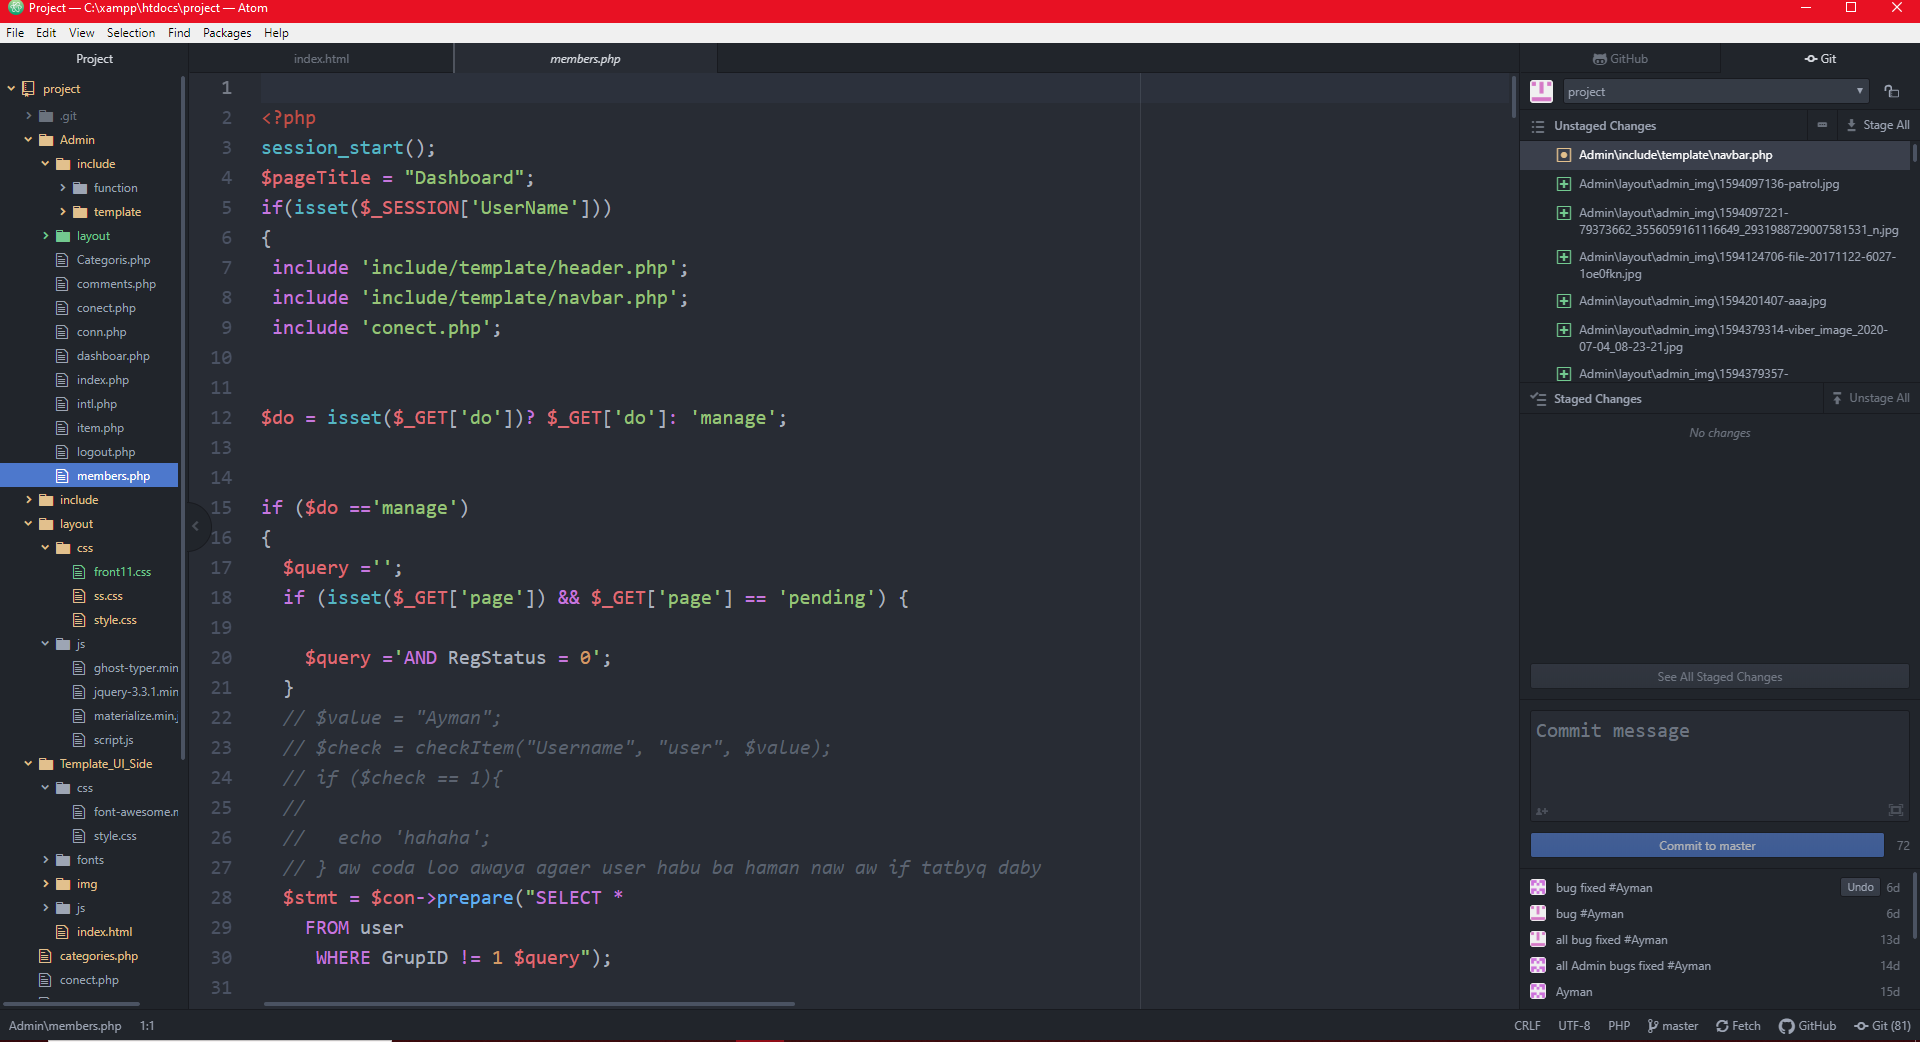 Project — C:\xampp\htdocs\project — Atom
File Edit View Selection Find Packages Help
Project
project
.git
Admin
include
function
template
layout
Categoris.php
comments.php
conect.php
conn.php
dashboar.php
index.php
intl.php
item.php
logout.php
members.php
include
layout
css
front11.css
ss.css
style.css
js
ghost-typer.min
jquery-3.3.1.min
materialize.min.j
script.js
Template_UI_Side
css
font-awesome.m
style.css
fonts
img
js
index.html
categories.php
conect.php
index.html
members.php
1
2 <?php
3 session_start();
4 $pageTitle = "Dashboard";
5 if(isset($_SESSION['UserName']))
6 {
7 include 'include/template/header.php';
8 include 'include/template/navbar.php';
9 include 'conect.php';
10
11
12 $do = isset($_GET['do'])? $_GET['do']: 'manage';
13
14
15 if ($do =='manage')
16 {
17 $query ='';
18 if (isset($_GET['page']) && $_GET['page'] == 'pending') {
19
20 $query ='AND RegStatus = 0';
21 }
22 // $value = "Ayman";
23 // $check = checkItem("Username", "user", $value);
24 // if ($check == 1){
25 //
26 // echo 'hahaha';
27 // } aw coda loo awaya agaer user habu ba haman naw aw if tatbyq daby
28 $stmt = $con->prepare("SELECT *
29 FROM user
30 WHERE GrupID != 1 $query");
31
GitHub
Git
project
Unstaged Changes
Stage All
Admin\include\template\navbar.php
Admin\layout\admin_img\1594097136-patrol.jpg
Admin\layout\admin_img\1594097221-
79373662_3556059161116649_2931988729007581531_n.jpg
Admin\layout\admin_img\1594124706-file-20171122-6027-
1oe0fkn.jpg
Admin\layout\admin_img\1594201407-aaa.jpg
Admin\layout\admin_img\1594379314-viber_image_2020-
07-04_08-23-21.jpg
Admin\layout\admin_img\1594379357-
Staged Changes
Unstage All
No changes
See All Staged Changes
Commit message
Commit to master 72
bug fixed #Ayman Undo 6d
bug #Ayman 6d
all bug fixed #Ayman 13d
all Admin bugs fixed #Ayman 14d
Ayman 15d
Admin\members.php 1:1
CRLF UTF-8 PHP master Fetch GitHub Git (81)